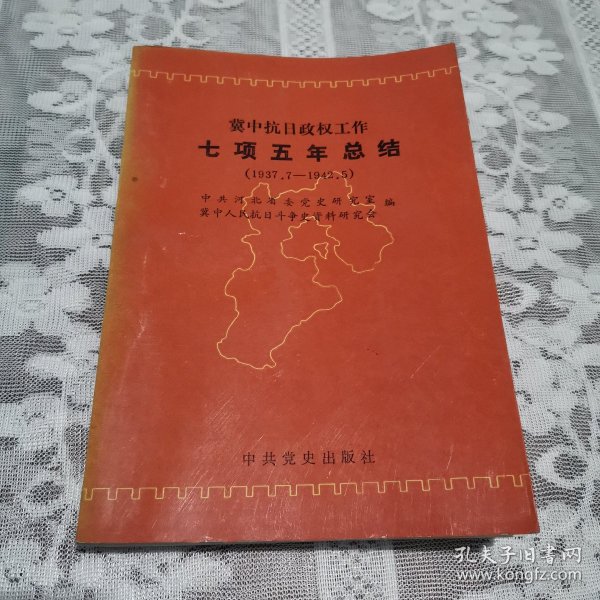 冀中抗日政权工作
七项五年总结
(1937.7—1942.5)
中共河北省委党史研究室
冀中人民抗日斗争史资料研究会
编
中共党史出版社
孔夫子旧书网
www.kongfz.com